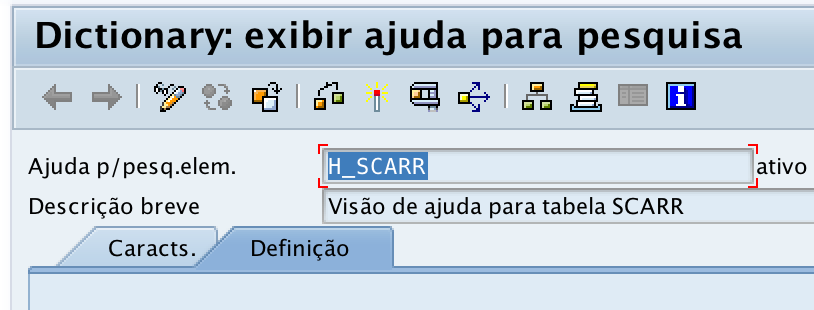 Dictionary: exibir ajuda para pesquisa
Ajuda p/pesq.elem. H_SCARR ativo
Descrição breve Visão de ajuda para tabela SCARR
Caracts. Definição